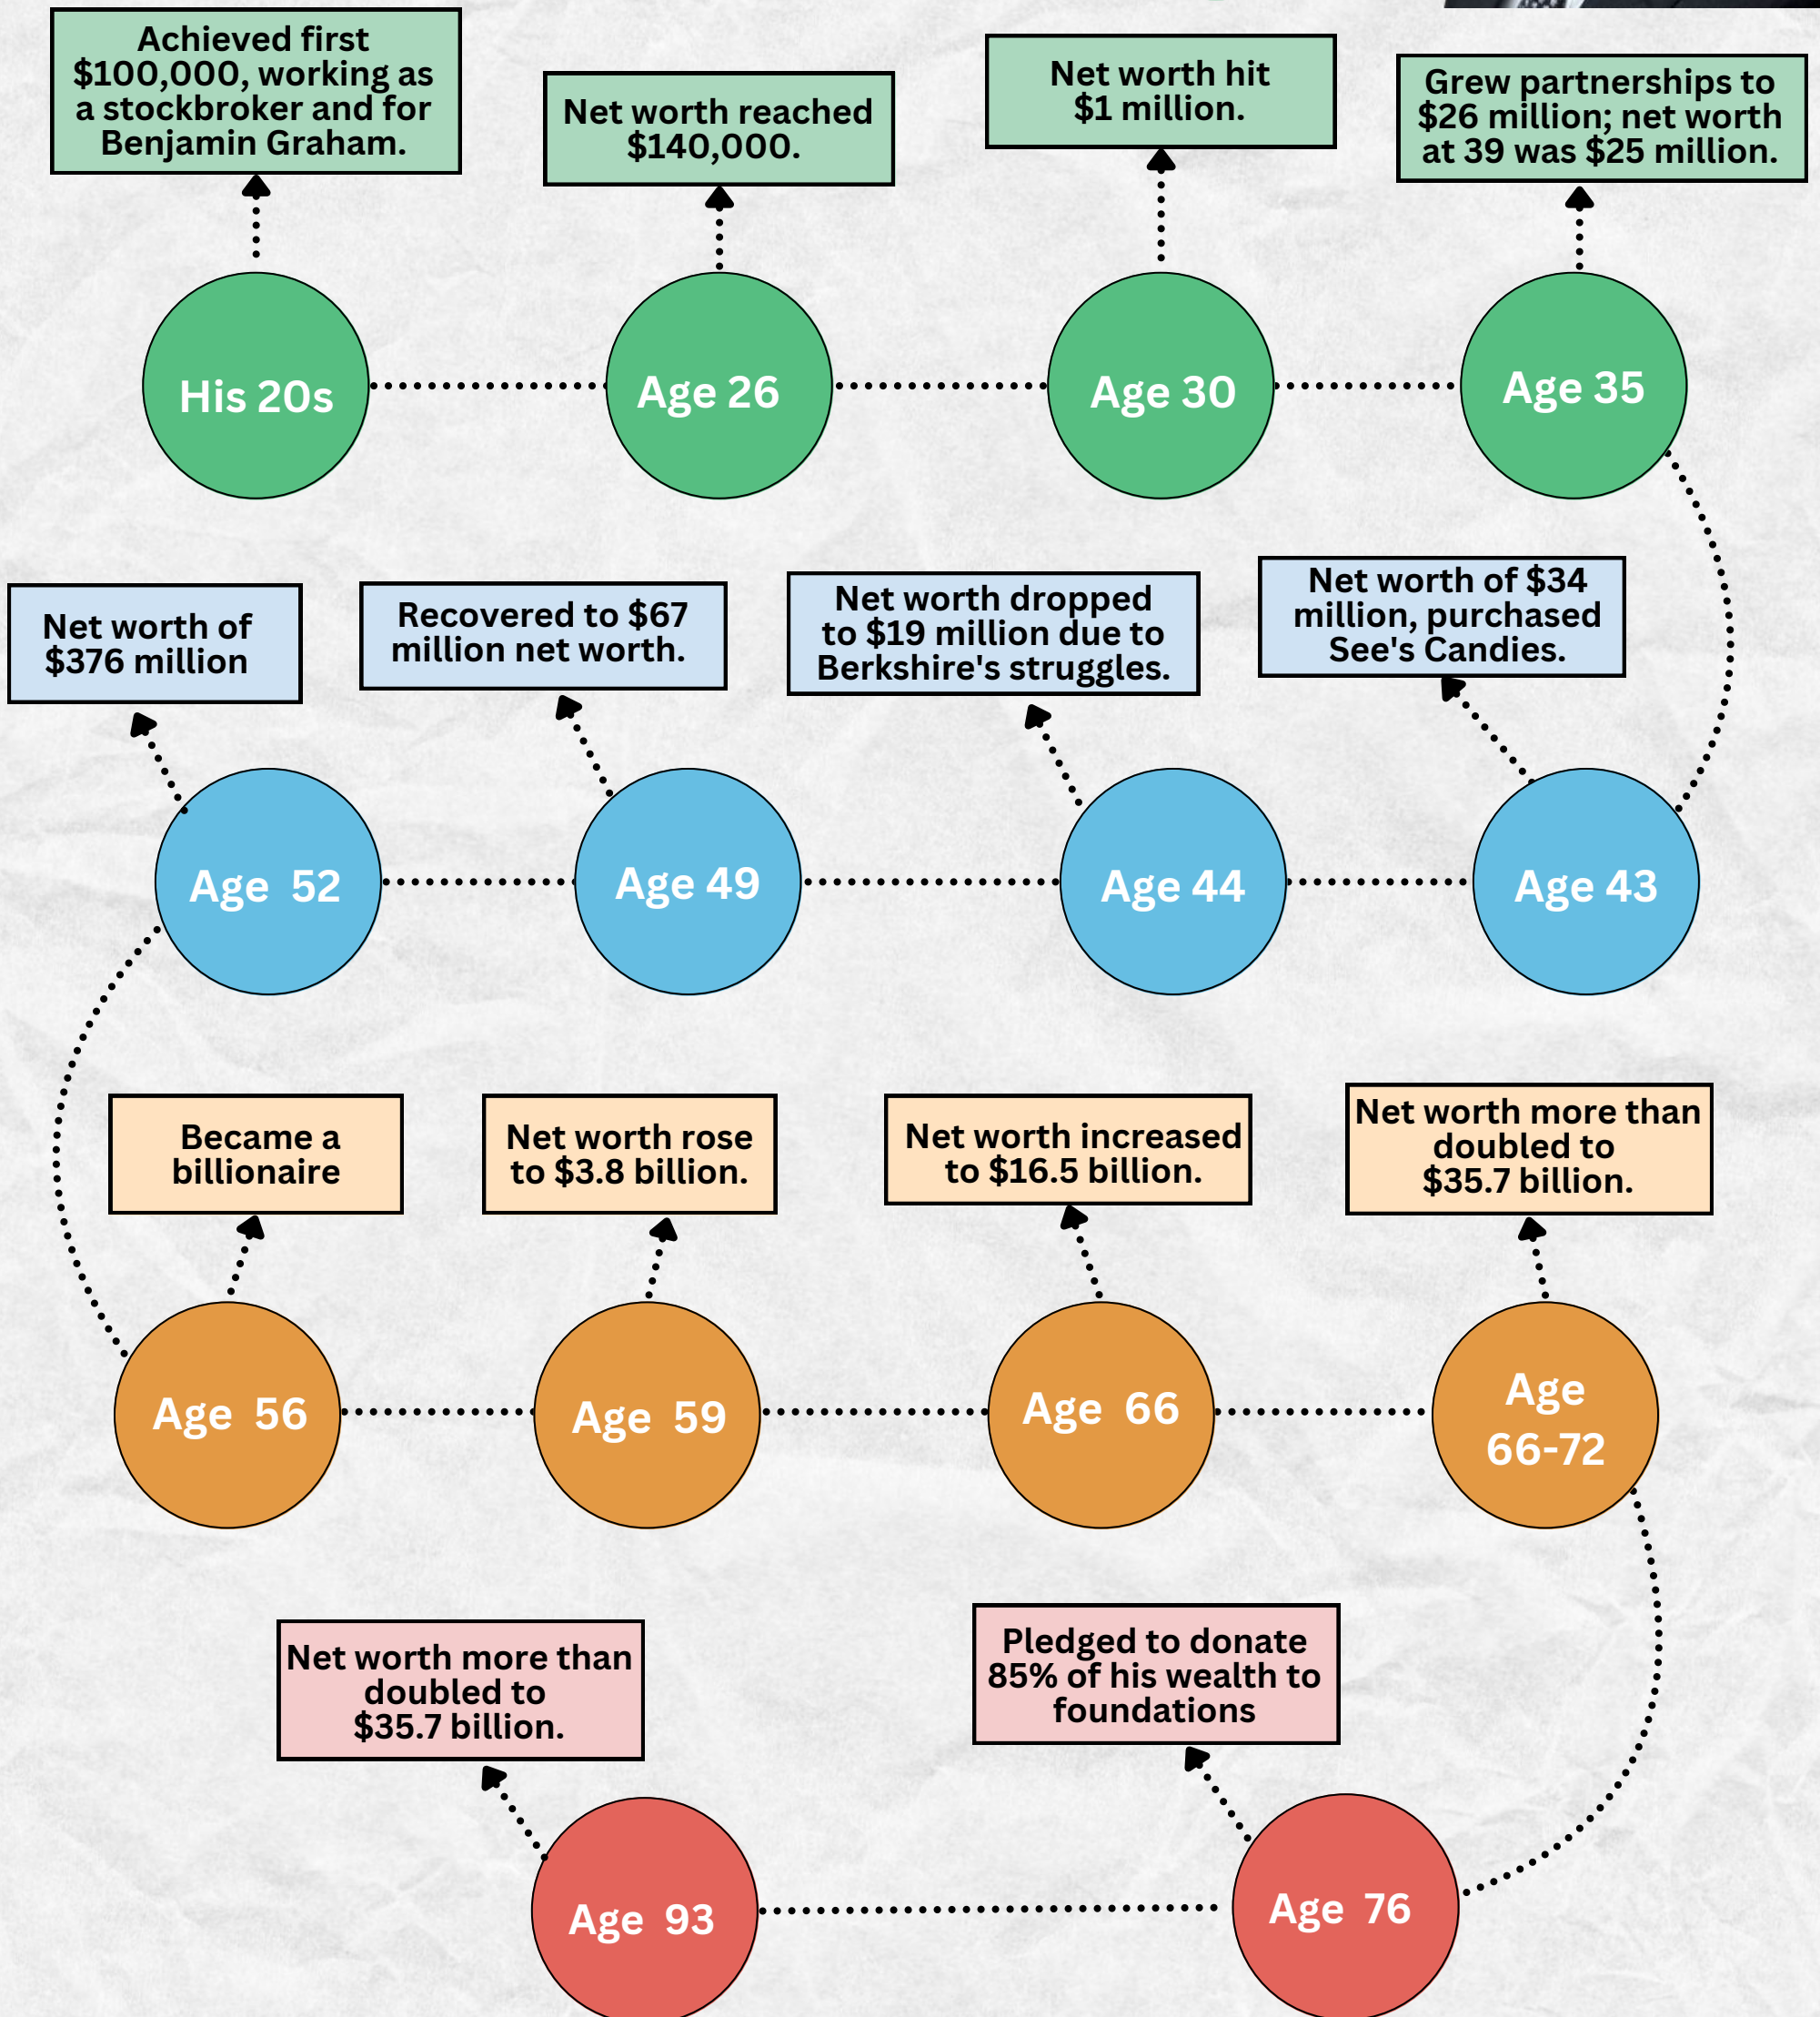 Achieved first
$100,000, working as
a stockbroker and for
Benjamin Graham.
Net worth reached
$140,000.
Net worth hit
$1 million.
Grew partnerships to
$26 million; net worth
at 39 was $25 million.
His 20s
Age 26
Age 30
Age 35
Net worth of
$376 million
Recovered to $67
million net worth.
Net worth dropped
to $19 million due to
Berkshire's struggles.
Net worth of $34
million, purchased
See's Candies.
Age 52
Age 49
Age 44
Age 43
Became a
billionaire
Net worth rose
to $3.8 billion.
Net worth increased
to $16.5 billion.
Net worth more than
doubled to
$35.7 billion.
Age 56
Age 59
Age 66
Age
66-72
Net worth more than
doubled to
$35.7 billion.
Pledged to donate
85% of his wealth to
foundations
Age 93
Age 76